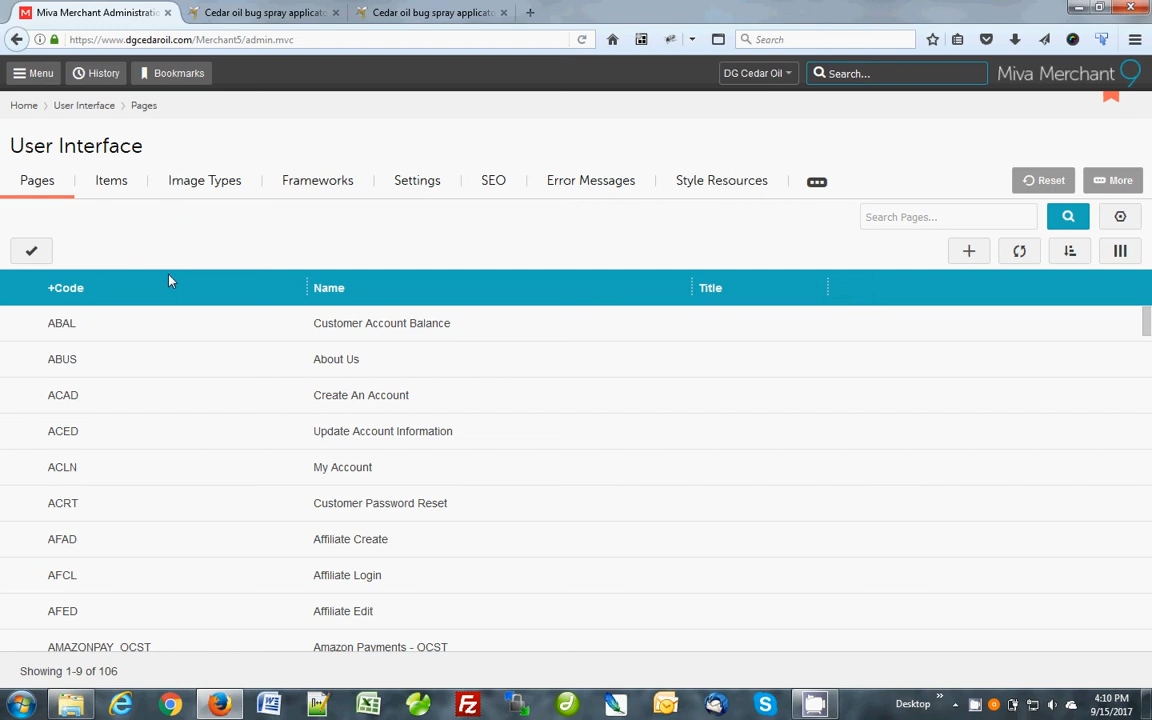 Miva Merchant Administratio
Cedar oil bug spray applicato
Cedar oil bug spray applicato
https://www.dgcedaroil.com/Merchant5/admin.mvc
Search
Menu
History
Bookmarks
DG Cedar Oil
Search...
Miva Merchant 9
Home
User Interface
Pages
User Interface
Pages
Items
Image Types
Frameworks
Settings
SEO
Error Messages
Style Resources
Reset
More
Search Pages...
+Code Name Title
ABAL Customer Account Balance
ABUS About Us
ACAD Create An Account
ACED Update Account Information
ACLN My Account
ACRT Customer Password Reset
AFAD Affiliate Create
AFCL Affiliate Login
AFED Affiliate Edit
AMAZONPAY_OCST Amazon Payments - OCST
Showing 1-9 of 106
Desktop
4:10 PM
9/15/2017